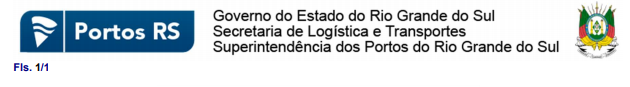 Portos RS
Governo do Estado do Rio Grande do Sul
Secretaria de Logística e Transportes
Superintendência dos Portos do Rio Grande do Sul
Fls. 1/1